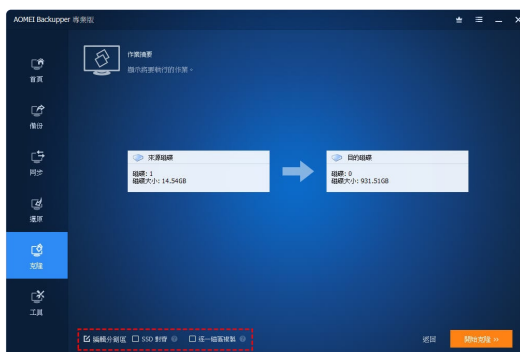 AOMEI Backupper 專業版
作業摘要
顯示將要執行的作業。
首頁
備份
同步
還原
克隆
工具
來源磁碟
磁碟: 1
磁碟大小: 14.54GB
目的磁碟
磁碟: 0
磁碟大小: 931.51GB
編輯分割區
SSD 對齊
逐一磁區複製
返回
開始克隆 »